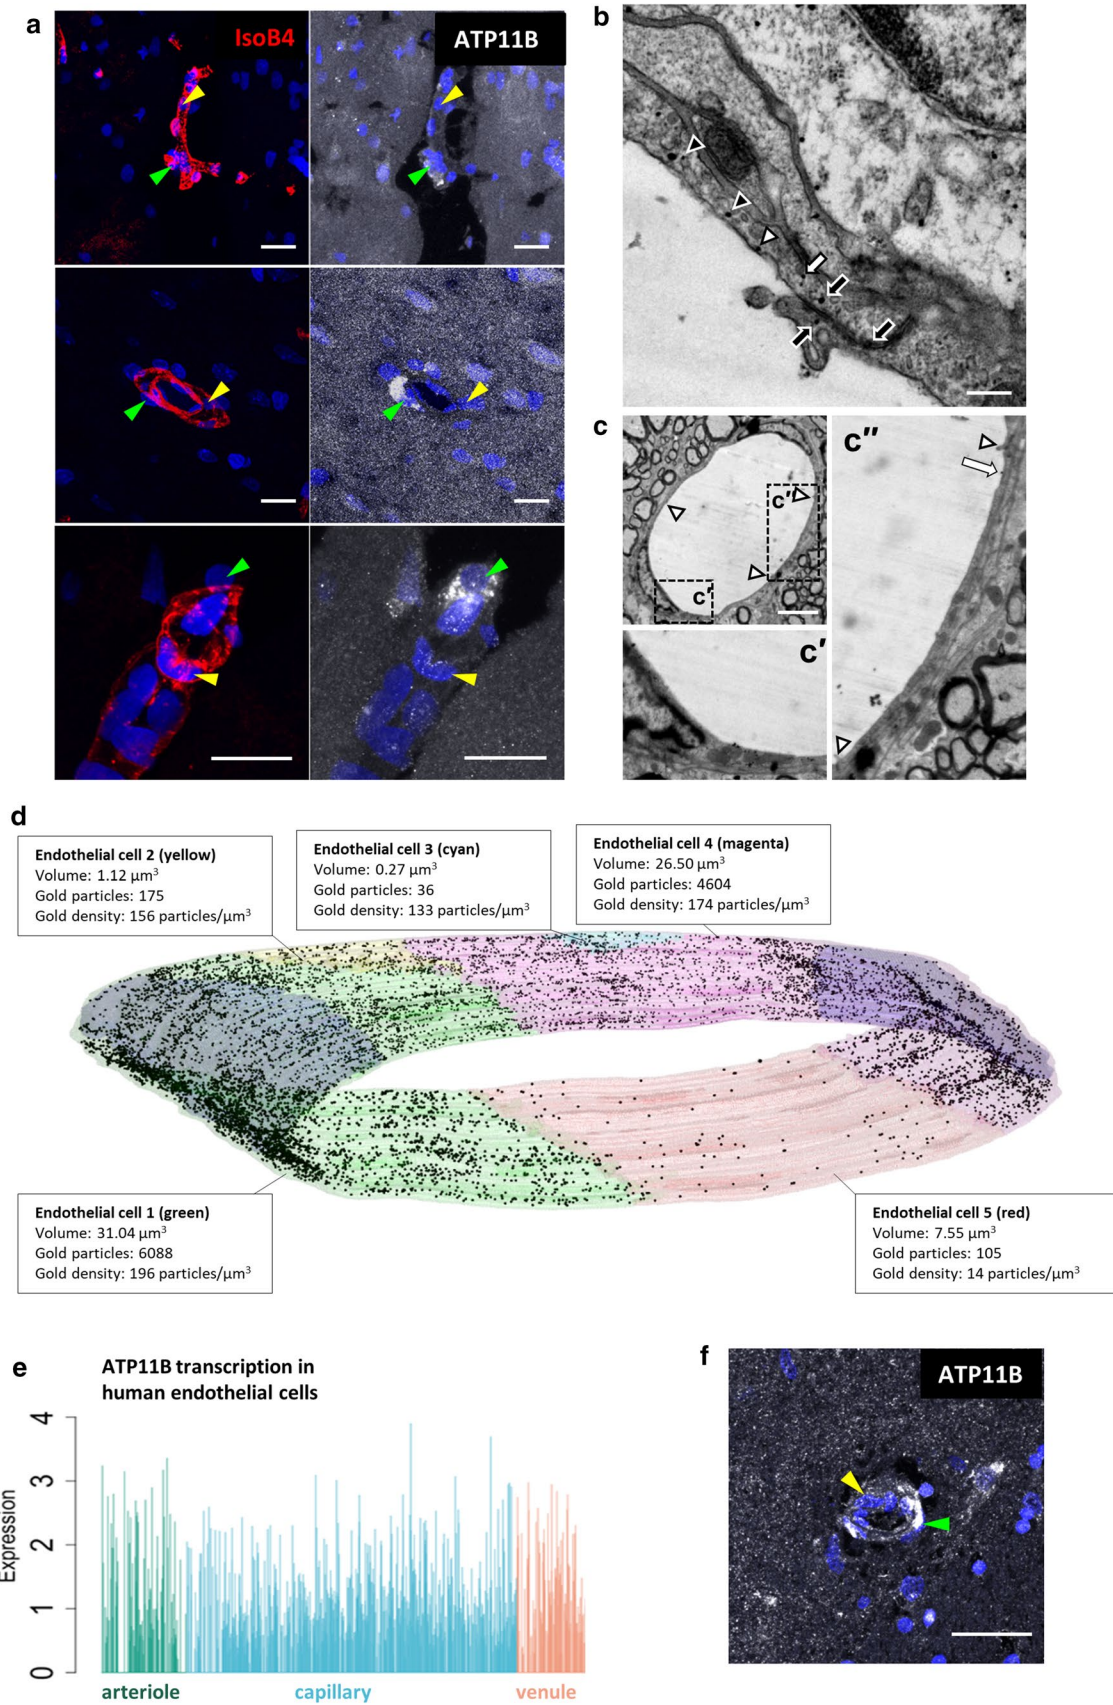 a
IsoB4
ATP11B
b
c
c′
c″
c′
c″
d
Endothelial cell 2 (yellow)
Volume: 1.12 µm³
Gold particles: 175
Gold density: 156 particles/µm³
Endothelial cell 3 (cyan)
Volume: 0.27 µm³
Gold particles: 36
Gold density: 133 particles/µm³
Endothelial cell 4 (magenta)
Volume: 26.50 µm³
Gold particles: 4604
Gold density: 174 particles/µm³
Endothelial cell 1 (green)
Volume: 31.04 µm³
Gold particles: 6088
Gold density: 196 particles/µm³
Endothelial cell 5 (red)
Volume: 7.55 µm³
Gold particles: 105
Gold density: 14 particles/µm³
e
ATP11B transcription in
human endothelial cells
Expression
4
3
2
1
0
arteriole
capillary
venule
f
ATP11B